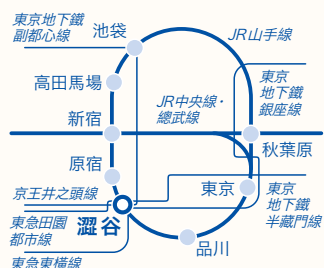 東京地下鐵
副都心線
池袋
JR山手線
高田馬場
東京
地下鐵
銀座線
JR中央線・
總武線
新宿
秋葉原
原宿
京王井之頭線
東京
東京
地下鐵
半藏門線
東急田園
都市線
澀谷
品川
東急東橫線